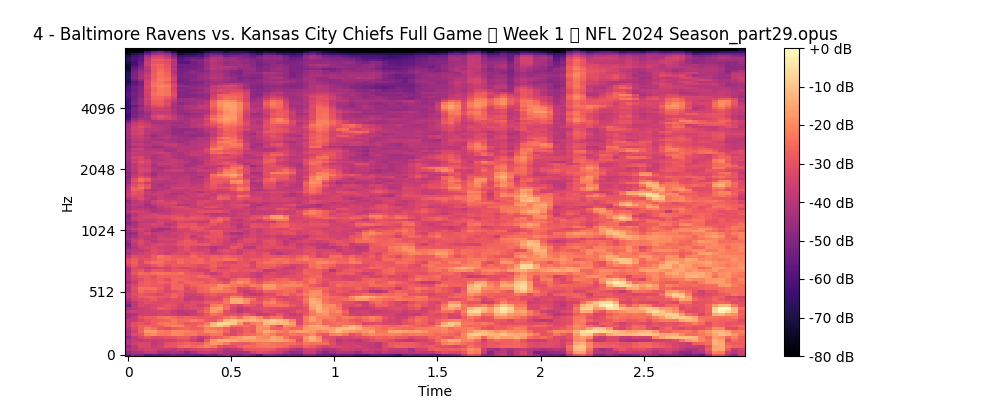 4 - Baltimore Ravens vs. Kansas City Chiefs Full Game ▯ Week 1 ▯ NFL 2024 Season_part29.opus
+0 dB
4096
-10 dB
-20 dB
2048
-30 dB
Hz
1024
-40 dB
-50 dB
512
-60 dB
-70 dB
0
-80 dB
0 0.5 1 1.5 2 2.5
Time